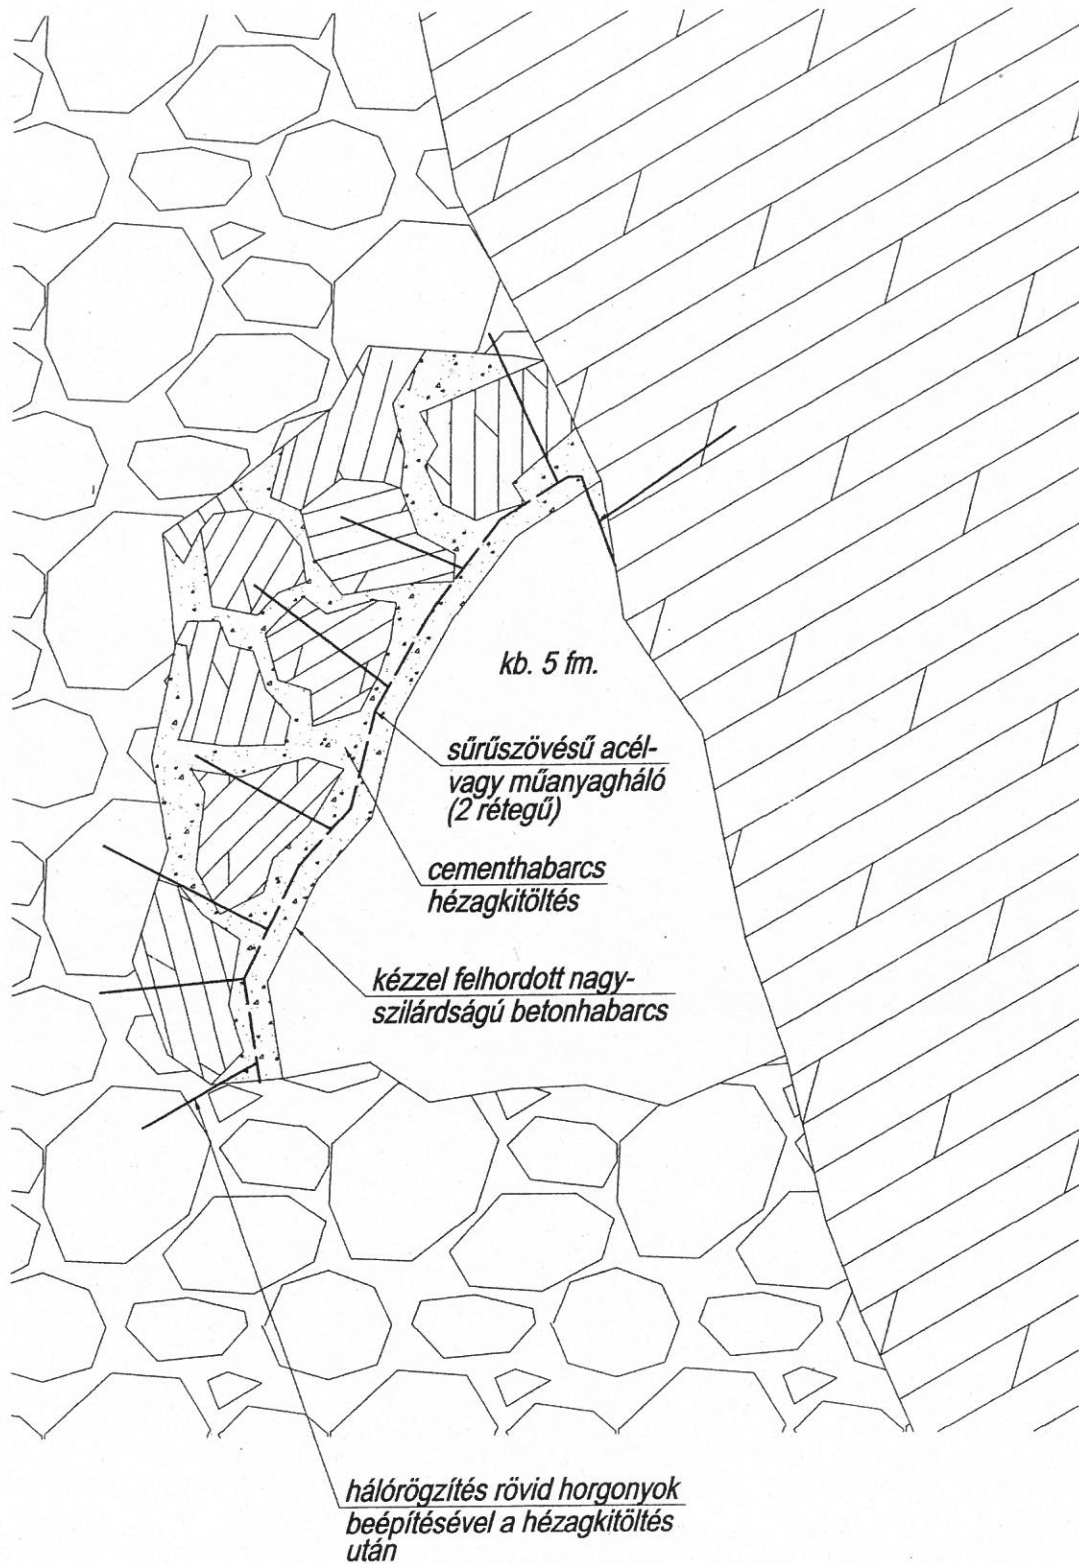 kb. 5 fm.
sűrűszövésű acél-
vagy műanyagháló
(2 rétegű)
cementhabarcs
hézagkitöltés
kézzel felhordott nagy-
szilárdságú betonhabarcs
hálórögzítés rövid horgonyok
beépítésével a hézagkitöltés
után